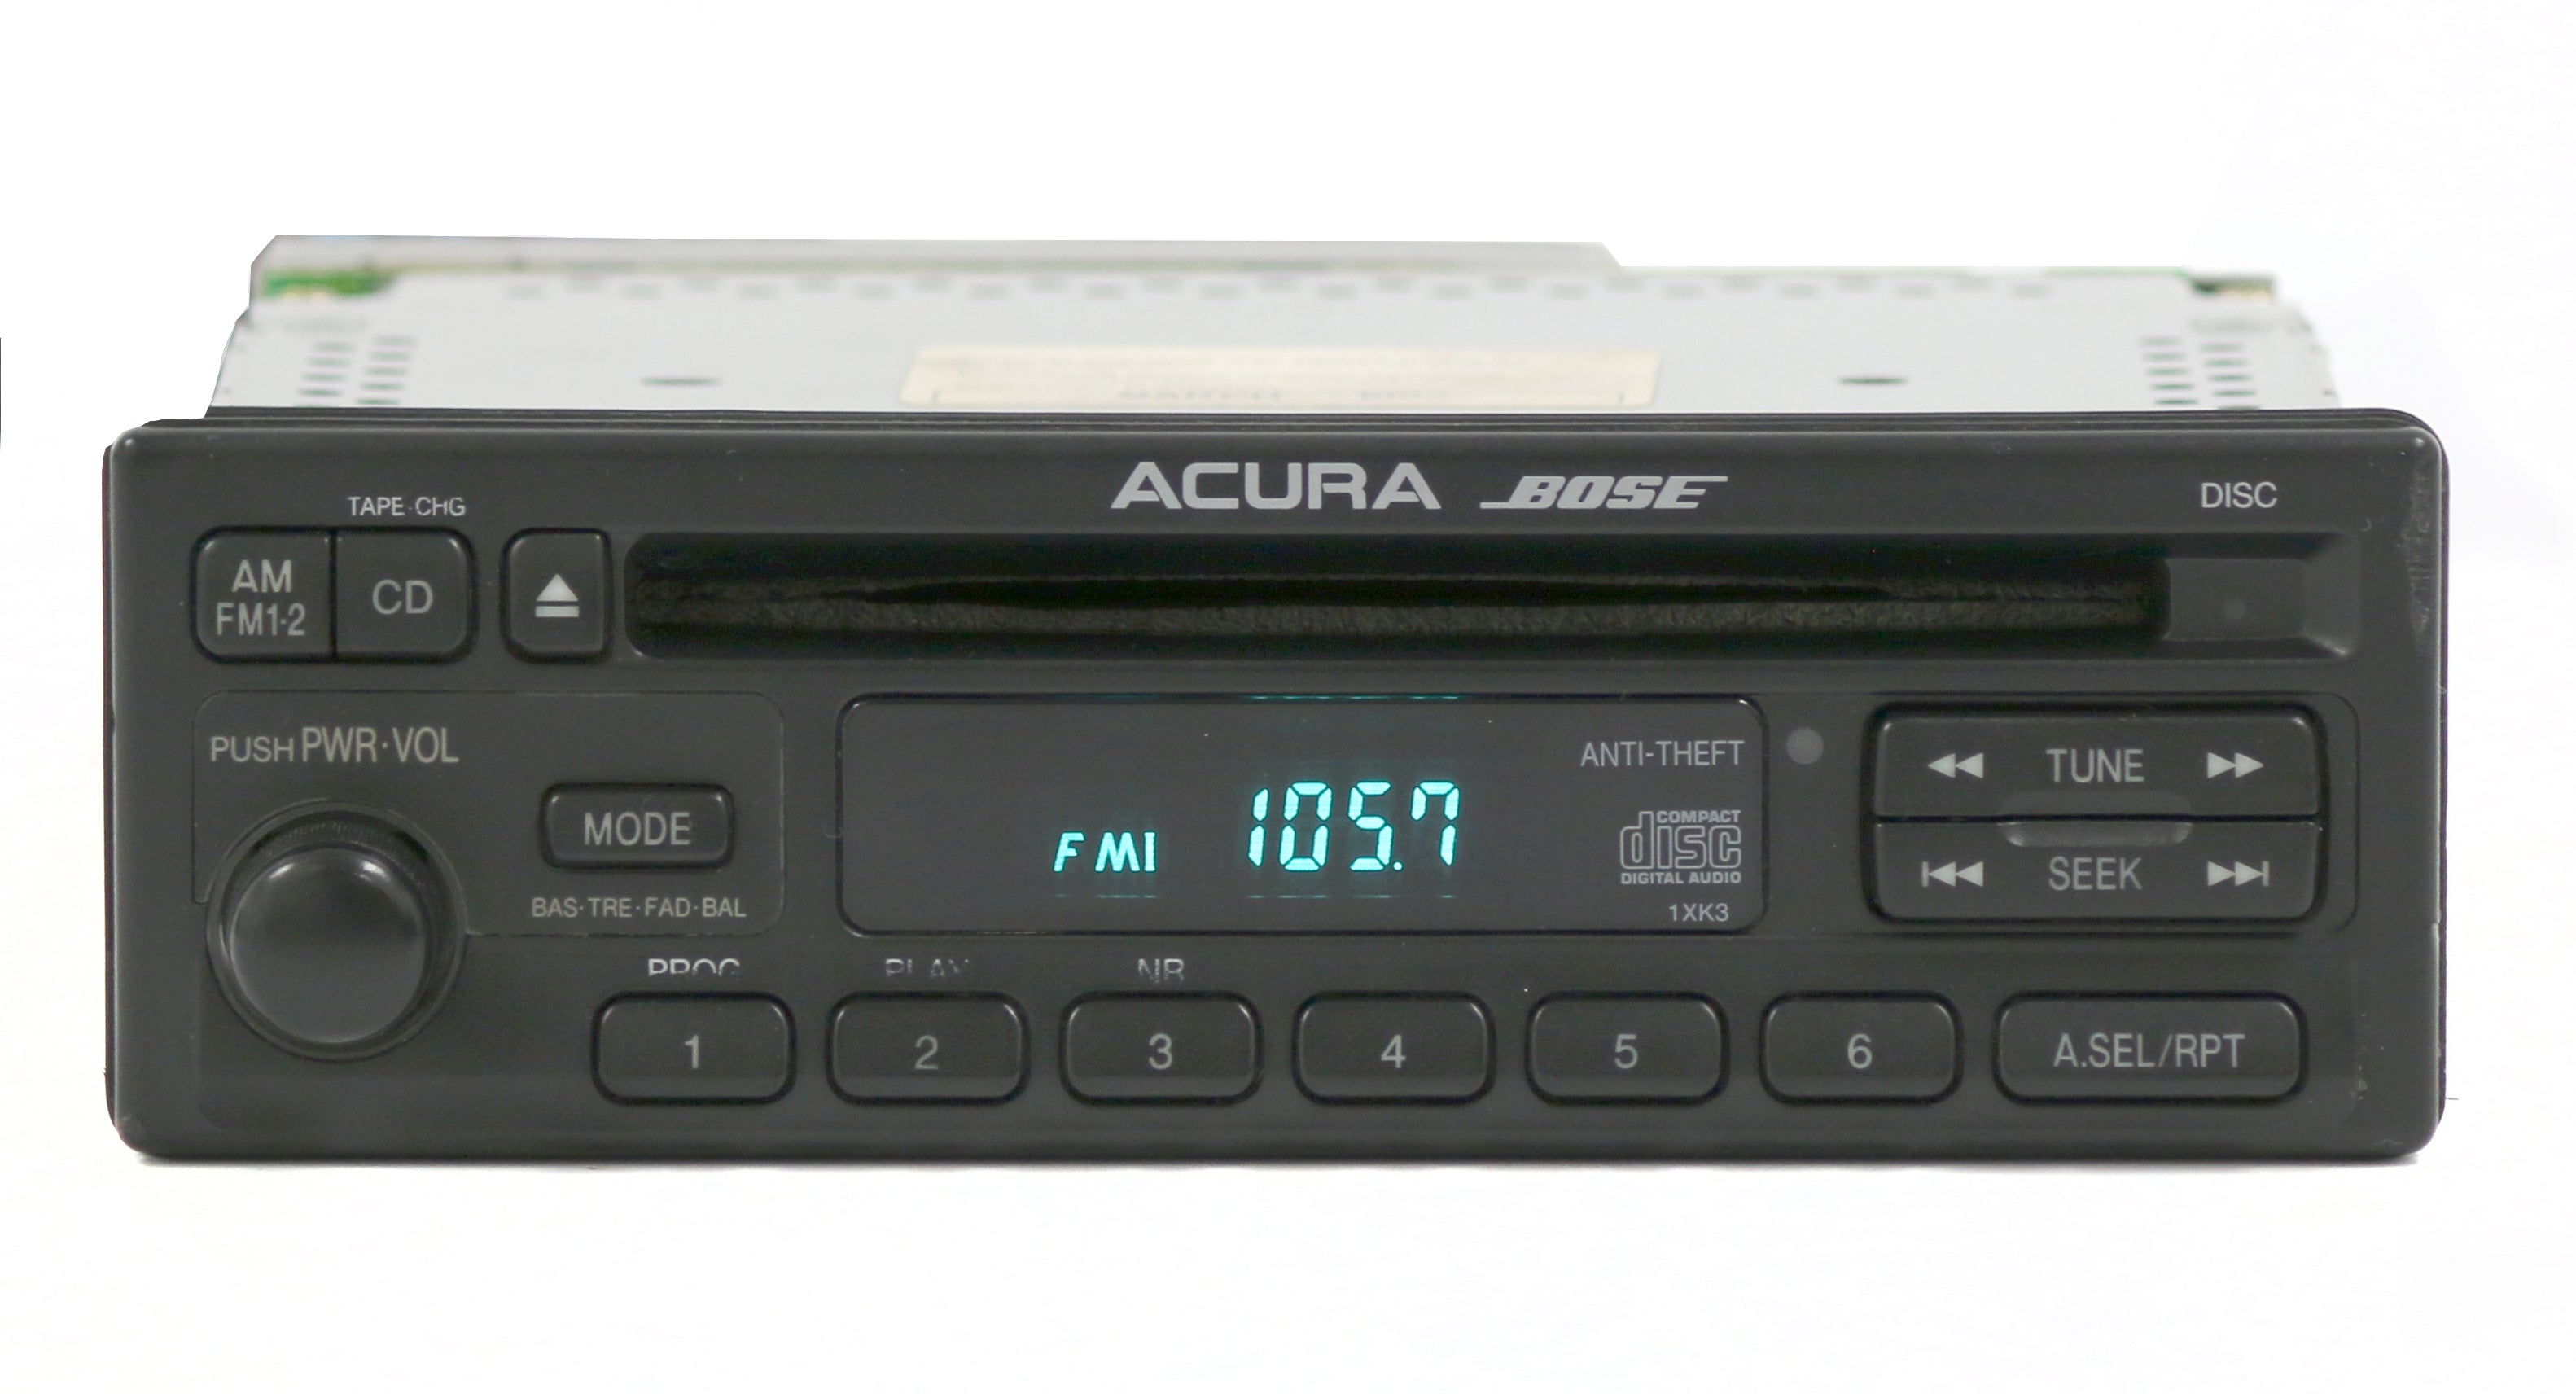 ACURA BOSE
TAPE·CHG
DISC
AM
FM1·2
CD
PUSH PWR·VOL
MODE
BAS·TRE·FAD·BAL
FM1 105.7
ANTI-THEFT
COMPACT
disc
DIGITAL AUDIO
1XK3
TUNE
SEEK
PROG PLAY NR
1 2 3 4 5 6 A.SEL/RPT